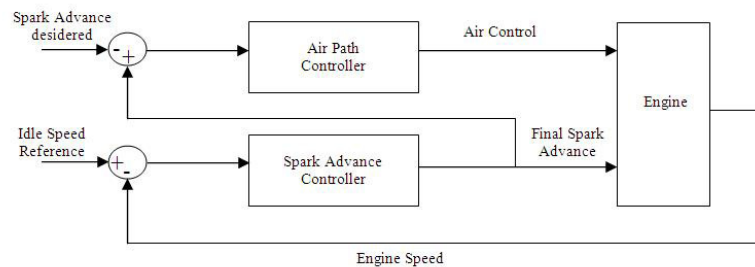 Spark Advance
desidered
-
+
Air Path
Controller
Air Control
Engine
Idle Speed
Reference
+
-
Spark Advance
Controller
Final Spark
Advance
Engine Speed